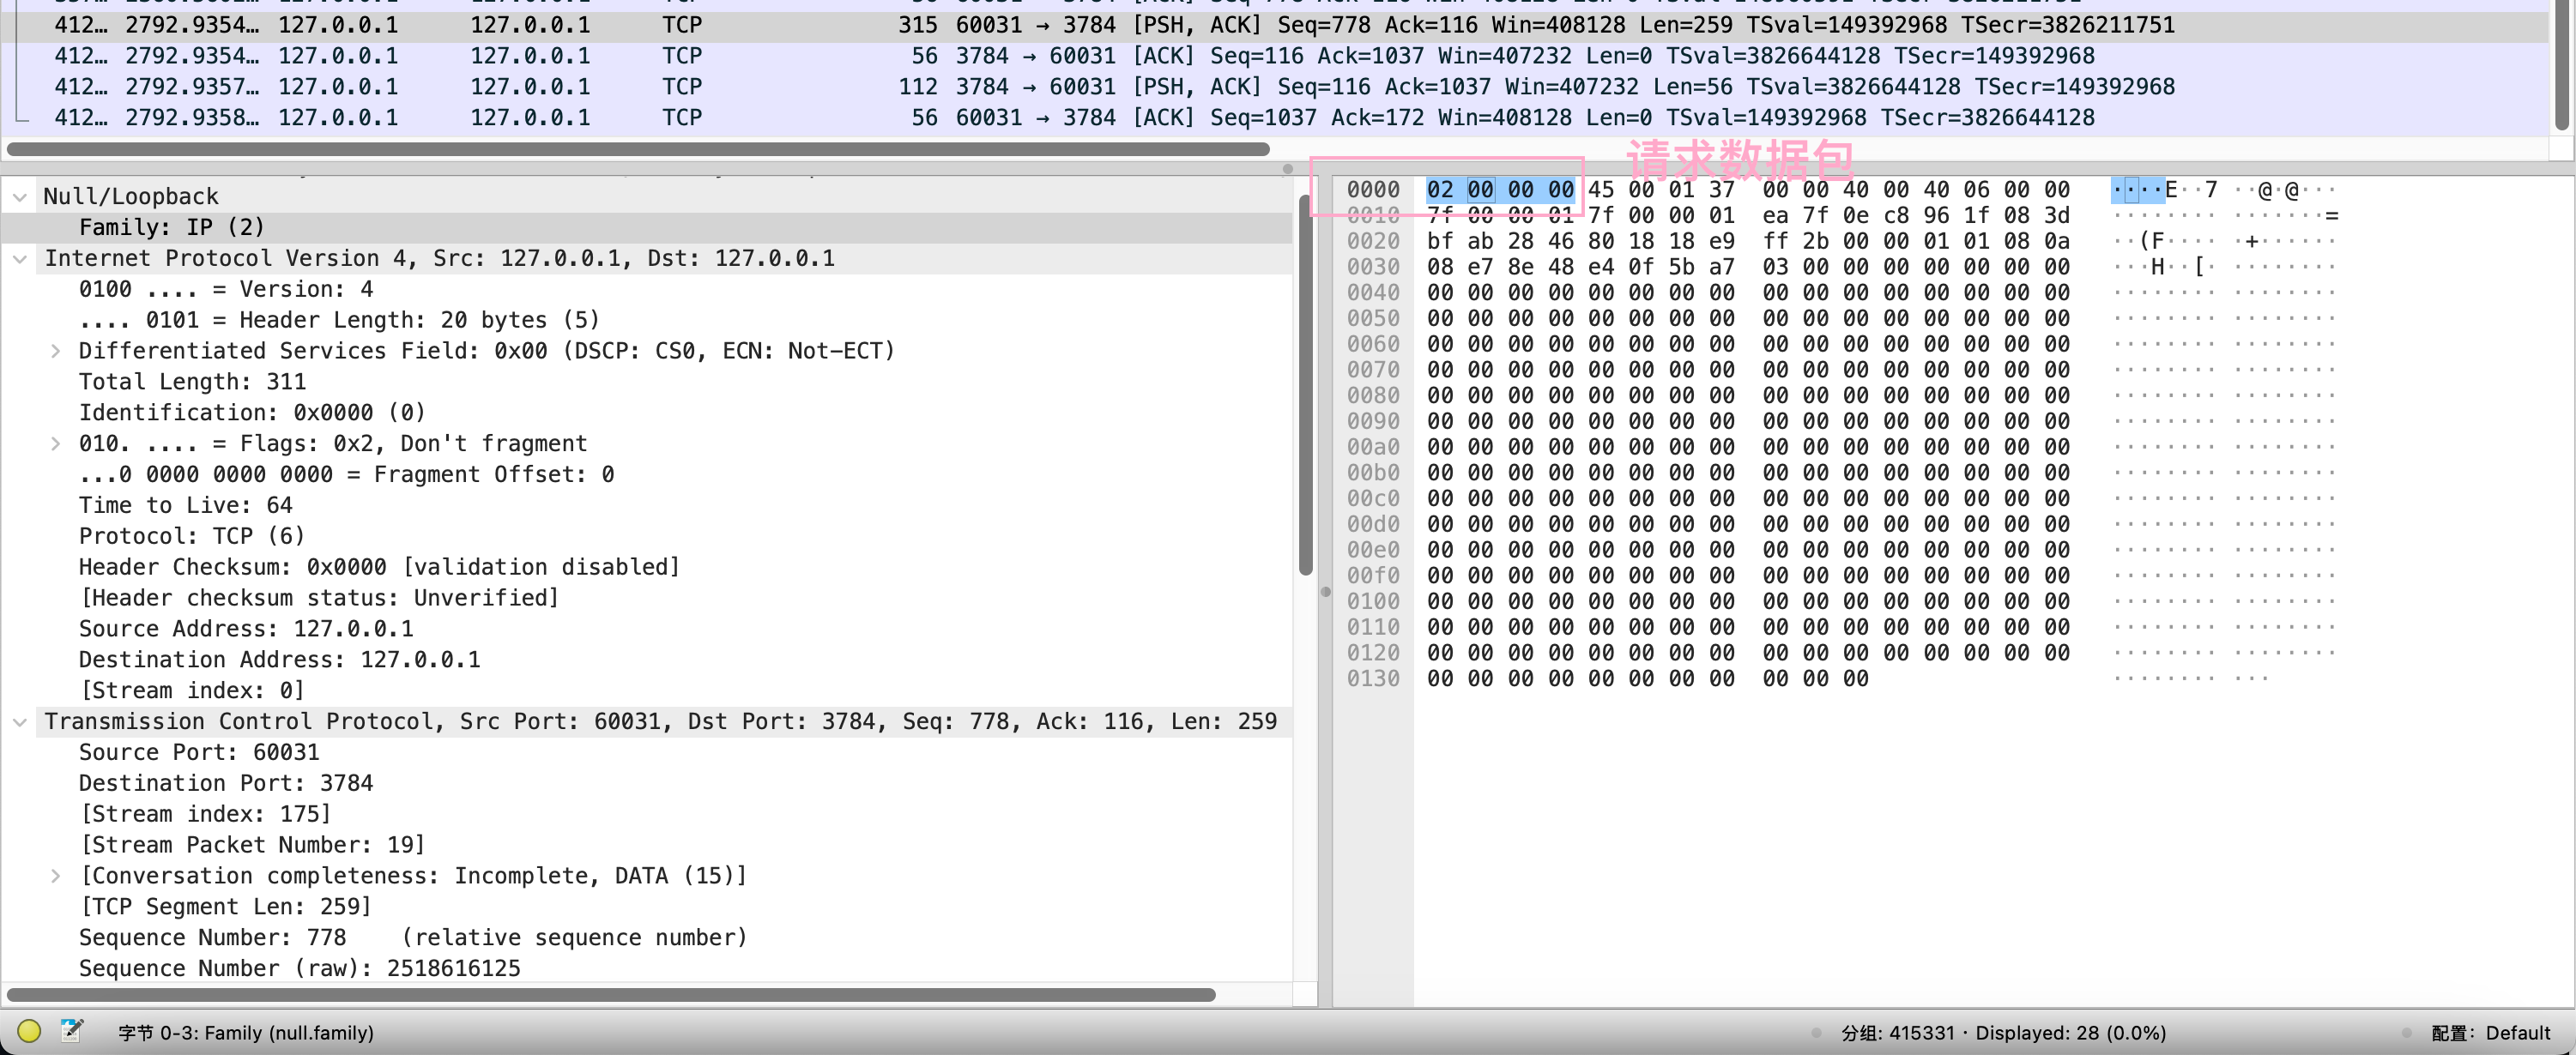 412… 2792.9354… 127.0.0.1 127.0.0.1 TCP 315 60031 → 3784 [PSH, ACK] Seq=778 Ack=116 Win=408128 Len=259 TSval=149392968 TSecr=3826211751
412… 2792.9354… 127.0.0.1 127.0.0.1 TCP 56 3784 → 60031 [ACK] Seq=116 Ack=1037 Win=407232 Len=0 TSval=3826644128 TSecr=149392968
412… 2792.9357… 127.0.0.1 127.0.0.1 TCP 112 3784 → 60031 [PSH, ACK] Seq=116 Ack=1037 Win=407232 Len=56 TSval=3826644128 TSecr=149392968
412… 2792.9358… 127.0.0.1 127.0.0.1 TCP 56 60031 → 3784 [ACK] Seq=1037 Ack=172 Win=408128 Len=0 TSval=149392968 TSecr=3826644128
请求数据包
Null/Loopback
Family: IP (2)
Internet Protocol Version 4, Src: 127.0.0.1, Dst: 127.0.0.1
0100 .... = Version: 4
.... 0101 = Header Length: 20 bytes (5)
Differentiated Services Field: 0x00 (DSCP: CS0, ECN: Not-ECT)
Total Length: 311
Identification: 0x0000 (0)
010. .... = Flags: 0x2, Don't fragment
...0 0000 0000 0000 = Fragment Offset: 0
Time to Live: 64
Protocol: TCP (6)
Header Checksum: 0x0000 [validation disabled]
[Header checksum status: Unverified]
Source Address: 127.0.0.1
Destination Address: 127.0.0.1
[Stream index: 0]
Transmission Control Protocol, Src Port: 60031, Dst Port: 3784, Seq: 778, Ack: 116, Len: 259
Source Port: 60031
Destination Port: 3784
[Stream index: 175]
[Stream Packet Number: 19]
[Conversation completeness: Incomplete, DATA (15)]
[TCP Segment Len: 259]
Sequence Number: 778 (relative sequence number)
Sequence Number (raw): 2518616125
0000 02 00 00 00 45 00 01 37 00 00 40 00 40 06 00 00 ····E··7 ··@·@···
0010 7f 00 00 01 7f 00 00 01 ea 7f 0e c8 96 1f 08 3d ········ ·······=
0020 bf ab 28 46 80 18 18 e9 ff 2b 00 00 01 01 08 0a ··(F···· ·+······
0030 08 e7 8e 48 e4 0f 5b a7 03 00 00 00 00 00 00 00 ···H··[· ········
0040 00 00 00 00 00 00 00 00 00 00 00 00 00 00 00 00 ········ ········
0050 00 00 00 00 00 00 00 00 00 00 00 00 00 00 00 00 ········ ········
0060 00 00 00 00 00 00 00 00 00 00 00 00 00 00 00 00 ········ ········
0070 00 00 00 00 00 00 00 00 00 00 00 00 00 00 00 00 ········ ········
0080 00 00 00 00 00 00 00 00 00 00 00 00 00 00 00 00 ········ ········
0090 00 00 00 00 00 00 00 00 00 00 00 00 00 00 00 00 ········ ········
00a0 00 00 00 00 00 00 00 00 00 00 00 00 00 00 00 00 ········ ········
00b0 00 00 00 00 00 00 00 00 00 00 00 00 00 00 00 00 ········ ········
00c0 00 00 00 00 00 00 00 00 00 00 00 00 00 00 00 00 ········ ········
00d0 00 00 00 00 00 00 00 00 00 00 00 00 00 00 00 00 ········ ········
00e0 00 00 00 00 00 00 00 00 00 00 00 00 00 00 00 00 ········ ········
00f0 00 00 00 00 00 00 00 00 00 00 00 00 00 00 00 00 ········ ········
0100 00 00 00 00 00 00 00 00 00 00 00 00 00 00 00 00 ········ ········
0110 00 00 00 00 00 00 00 00 00 00 00 00 00 00 00 00 ········ ········
0120 00 00 00 00 00 00 00 00 00 00 00 00 00 00 00 00 ········ ········
0130 00 00 00 00 00 00 00 00 00 00 00 ········ ···
字节 0-3: Family (null.family)
分组: 415331 · Displayed: 28 (0.0%)
配置: Default